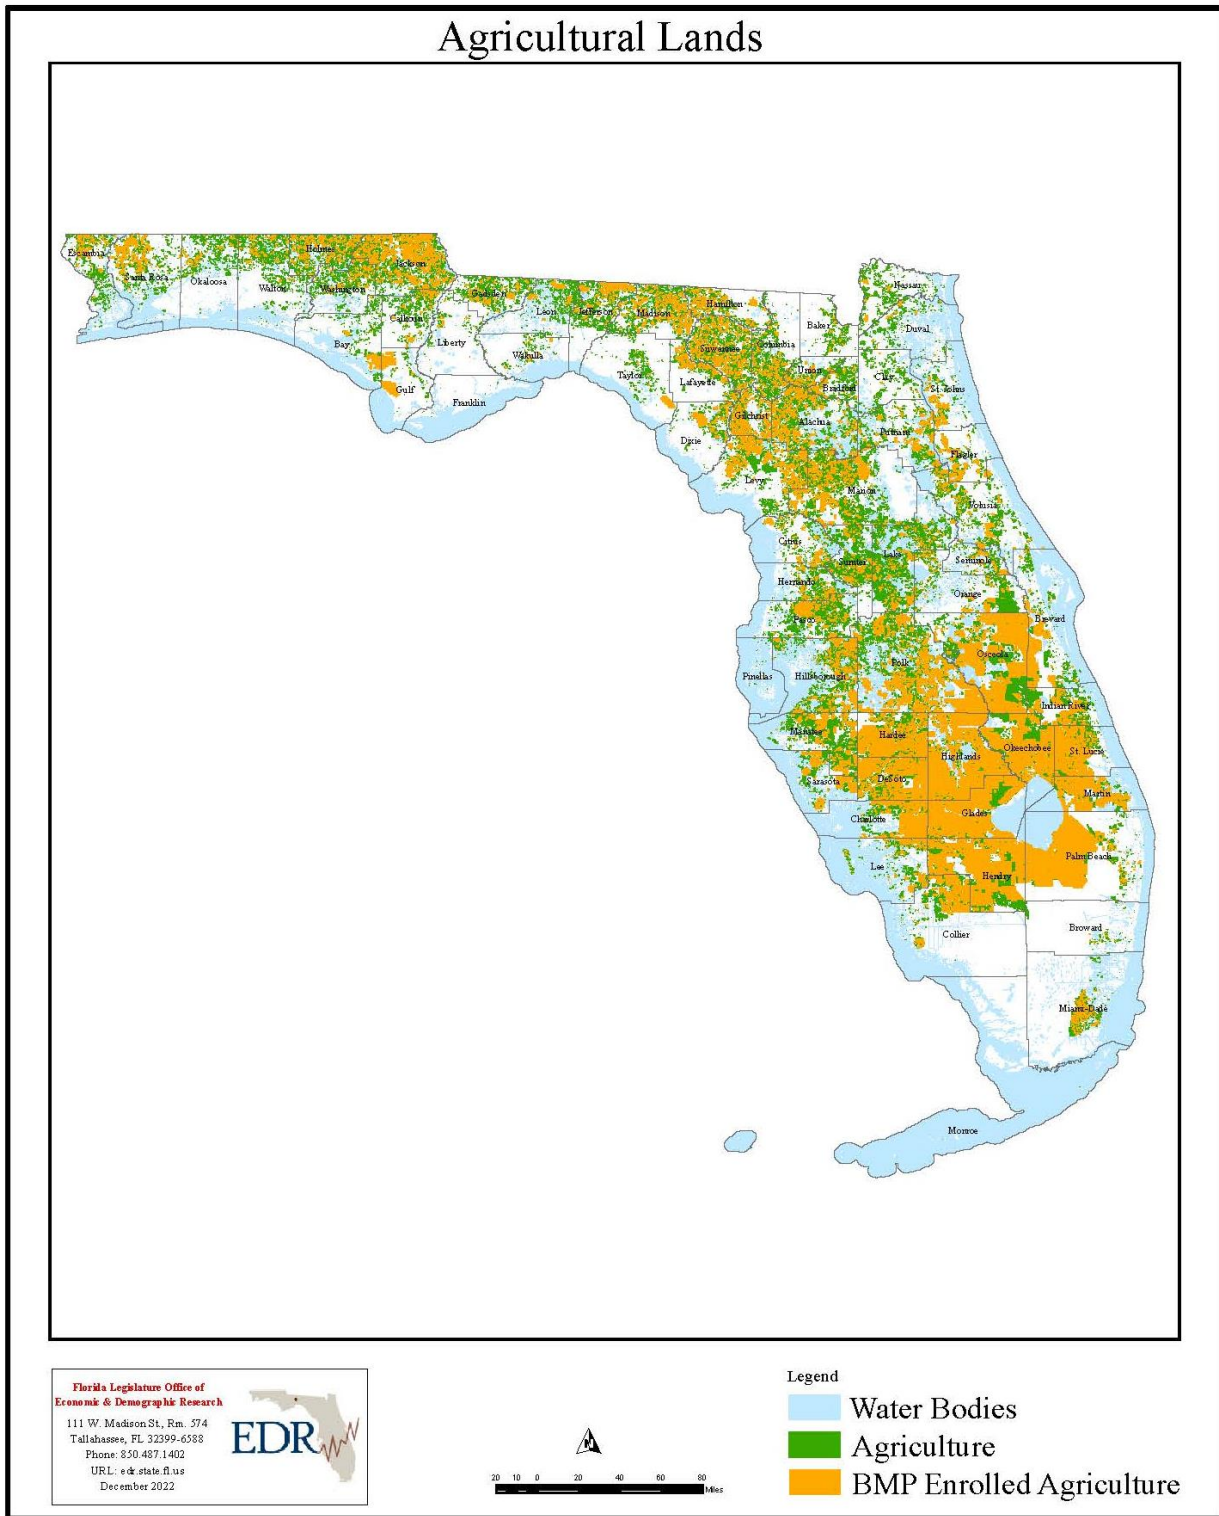 Agricultural Lands
Escambia
Santa Rosa
Okaloosa
Walton
Holmes
Washington
Jackson
Bay
Calhoun
Gulf
Liberty
Franklin
Gadsden
Leon
Wakulla
Jefferson
Madison
Taylor
Hamilton
Suwannee
Lafayette
Dixie
Columbia
Baker
Nassau
Duval
Union
Bradford
Clay
St. Johns
Gilchrist
Alachua
Putnam
Flagler
Levy
Marion
Volusia
Citrus
Sumter
Lake
Seminole
Hernando
Orange
Pasco
Brevard
Osceola
Pinellas
Hillsborough
Polk
Indian River
Manatee
Hardee
Okeechobee
Highlands
St. Lucie
Sarasota
DeSoto
Martin
Charlotte
Glades
Lee
Hendry
Palm Beach
Collier
Broward
Miami-Dade
Monroe
Florida Legislature Office of
Economic & Demographic Research
111 W. Madison St., Rm. 574
Tallahassee, FL 32399-6588
Phone: 850.487.1402
URL: edr.state.fl.us
December 2022
EDR
N
20 10 0 20 40 60 80
Miles
Legend
Water Bodies
Agriculture
BMP Enrolled Agriculture